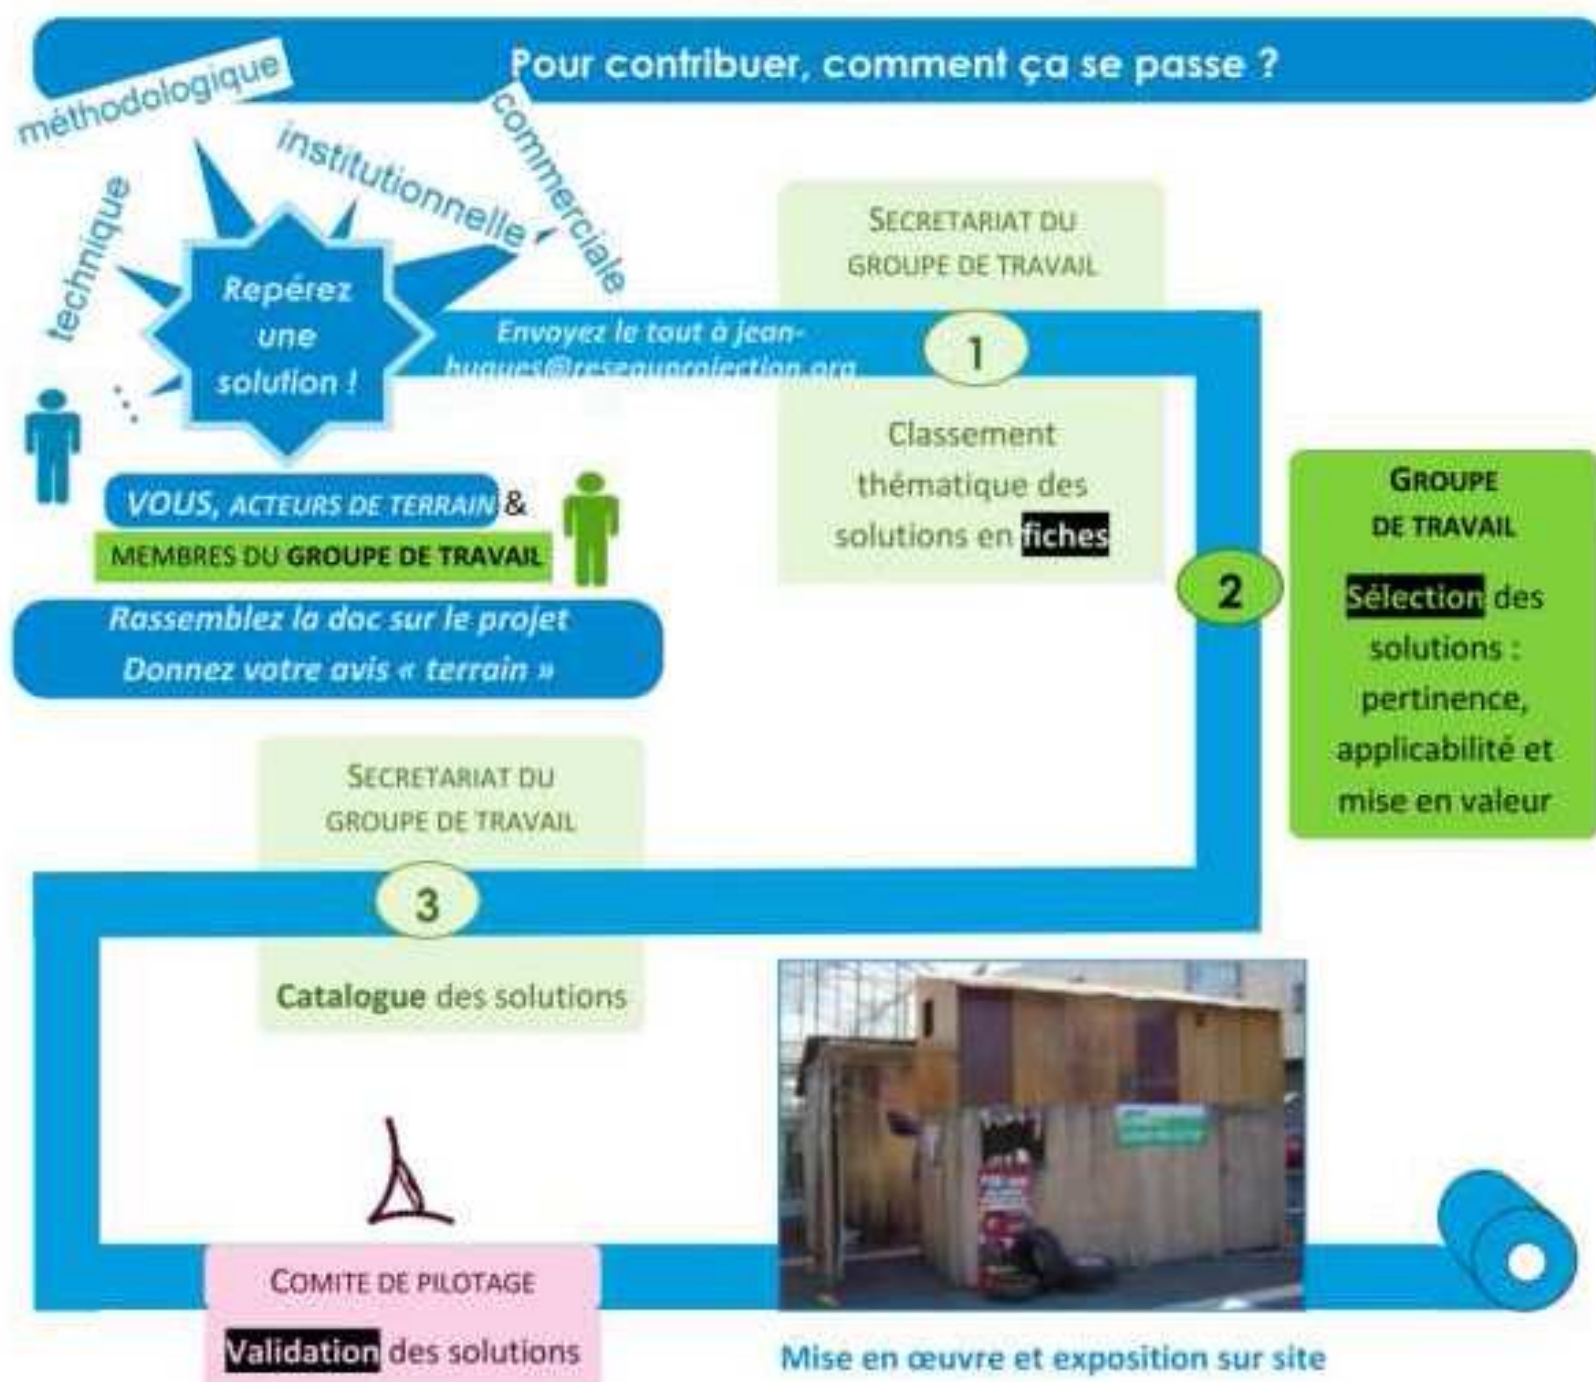 Pour contribuer, comment ça se passe ?
méthodologique
institutionnelle
commerciale
technique
...
Repérez
une
solution !
Envoyez le tout à jean-
hugues@reseauprojection.org
VOUS, ACTEURS DE TERRAIN &
MEMBRES DU GROUPE DE TRAVAIL
Rassemblez la doc sur le projet
Donnez votre avis « terrain »
SECRETARIAT DU
GROUPE DE TRAVAIL
1
Classement
thématique des
solutions en fiches
2
GROUPE
DE TRAVAIL
Sélection des
solutions :
pertinence,
applicabilité et
mise en valeur
SECRETARIAT DU
GROUPE DE TRAVAIL
3
Catalogue des solutions
COMITE DE PILOTAGE
Validation des solutions
Mise en œuvre et exposition sur site